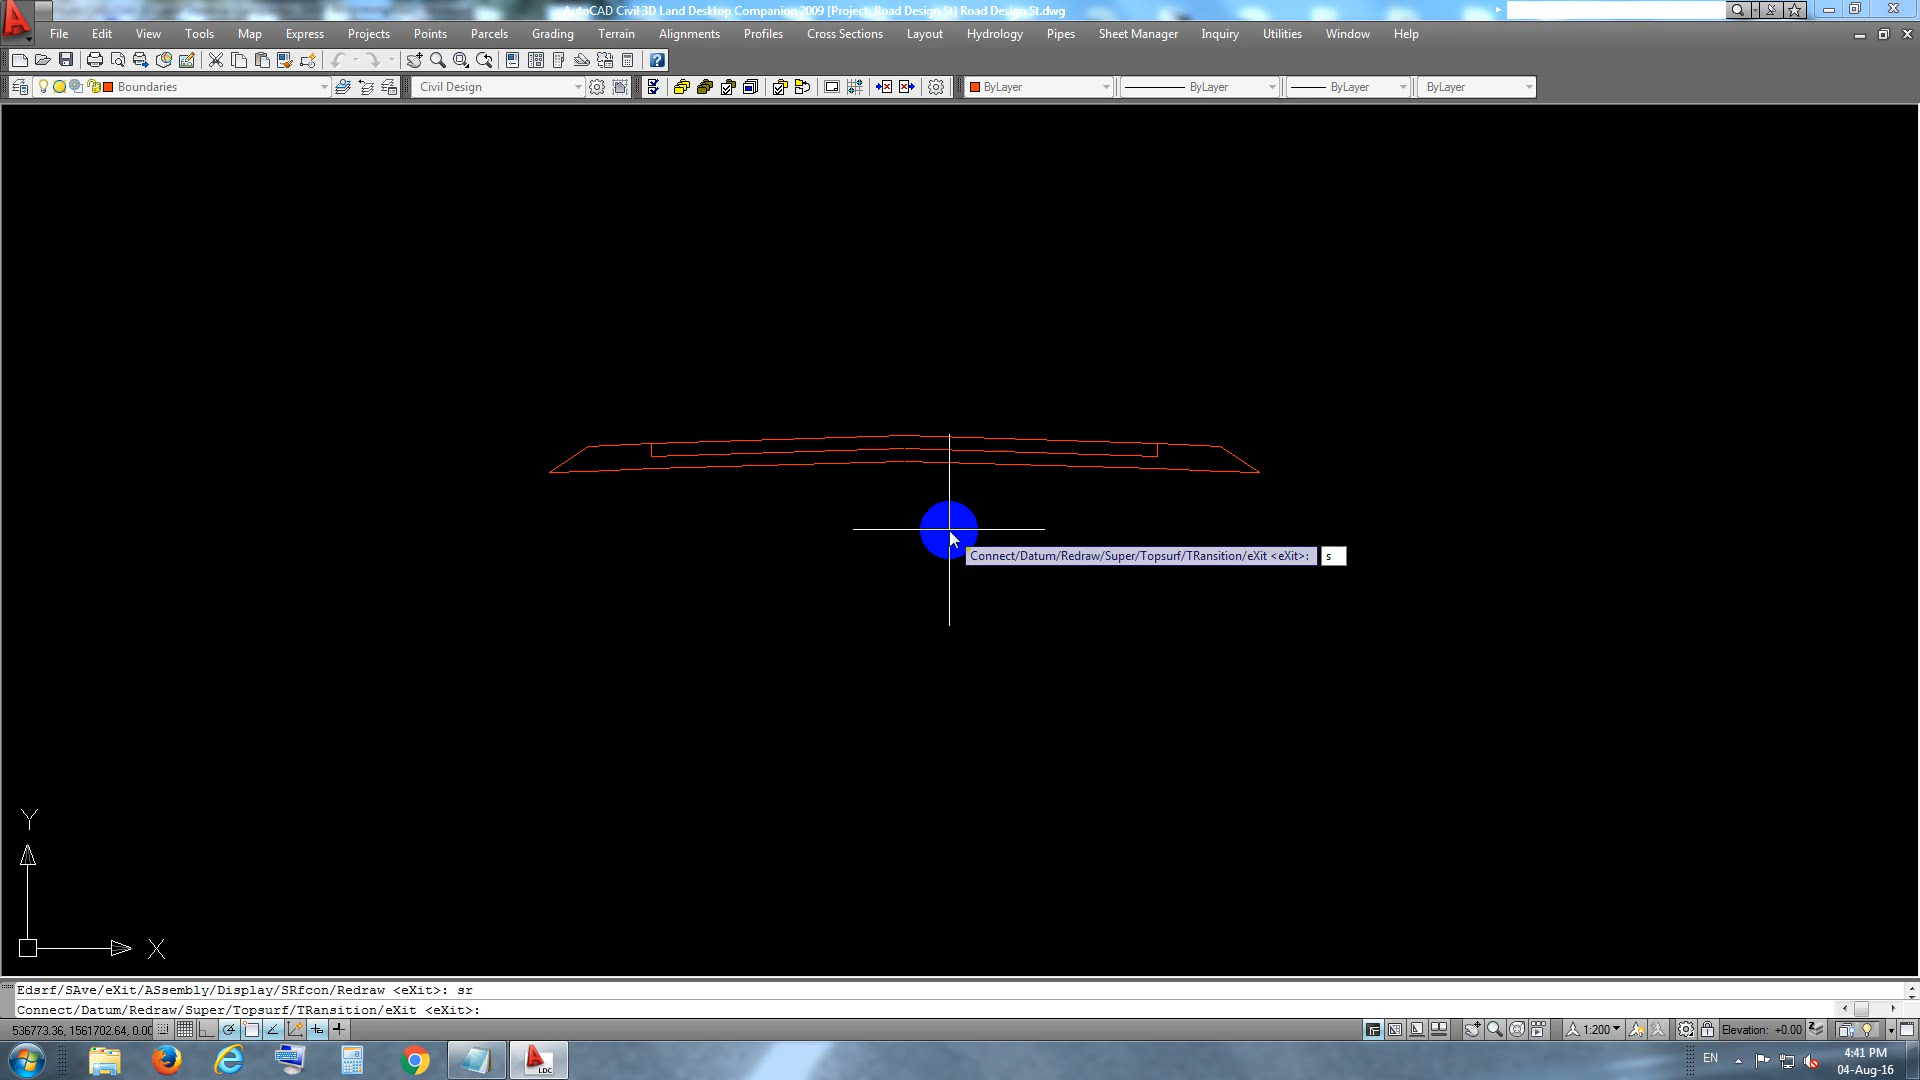 AutoCAD Civil 3D Land Desktop Companion 2009 [Project: Road Design St] Road Design St.dwg
File Edit View Tools Map Express Projects Points Parcels Grading Terrain Alignments Profiles Cross Sections Layout Hydrology Pipes Sheet Manager Inquiry Utilities Window Help
Boundaries Civil Design ByLayer ByLayer ByLayer ByLayer
Connect/Datum/Redraw/Super/Topsurf/TRansition/eXit <eXit>: s
Y
X
Edsrf/SAve/eXit/ASsembly/Display/SRfcon/Redraw <eXit>: sr
Connect/Datum/Redraw/Super/Topsurf/TRansition/eXit <eXit>:
536773.36, 1561702.64, 0.00 1:200 Elevation: +0.00
LDC EN 4:41 PM
04-Aug-16